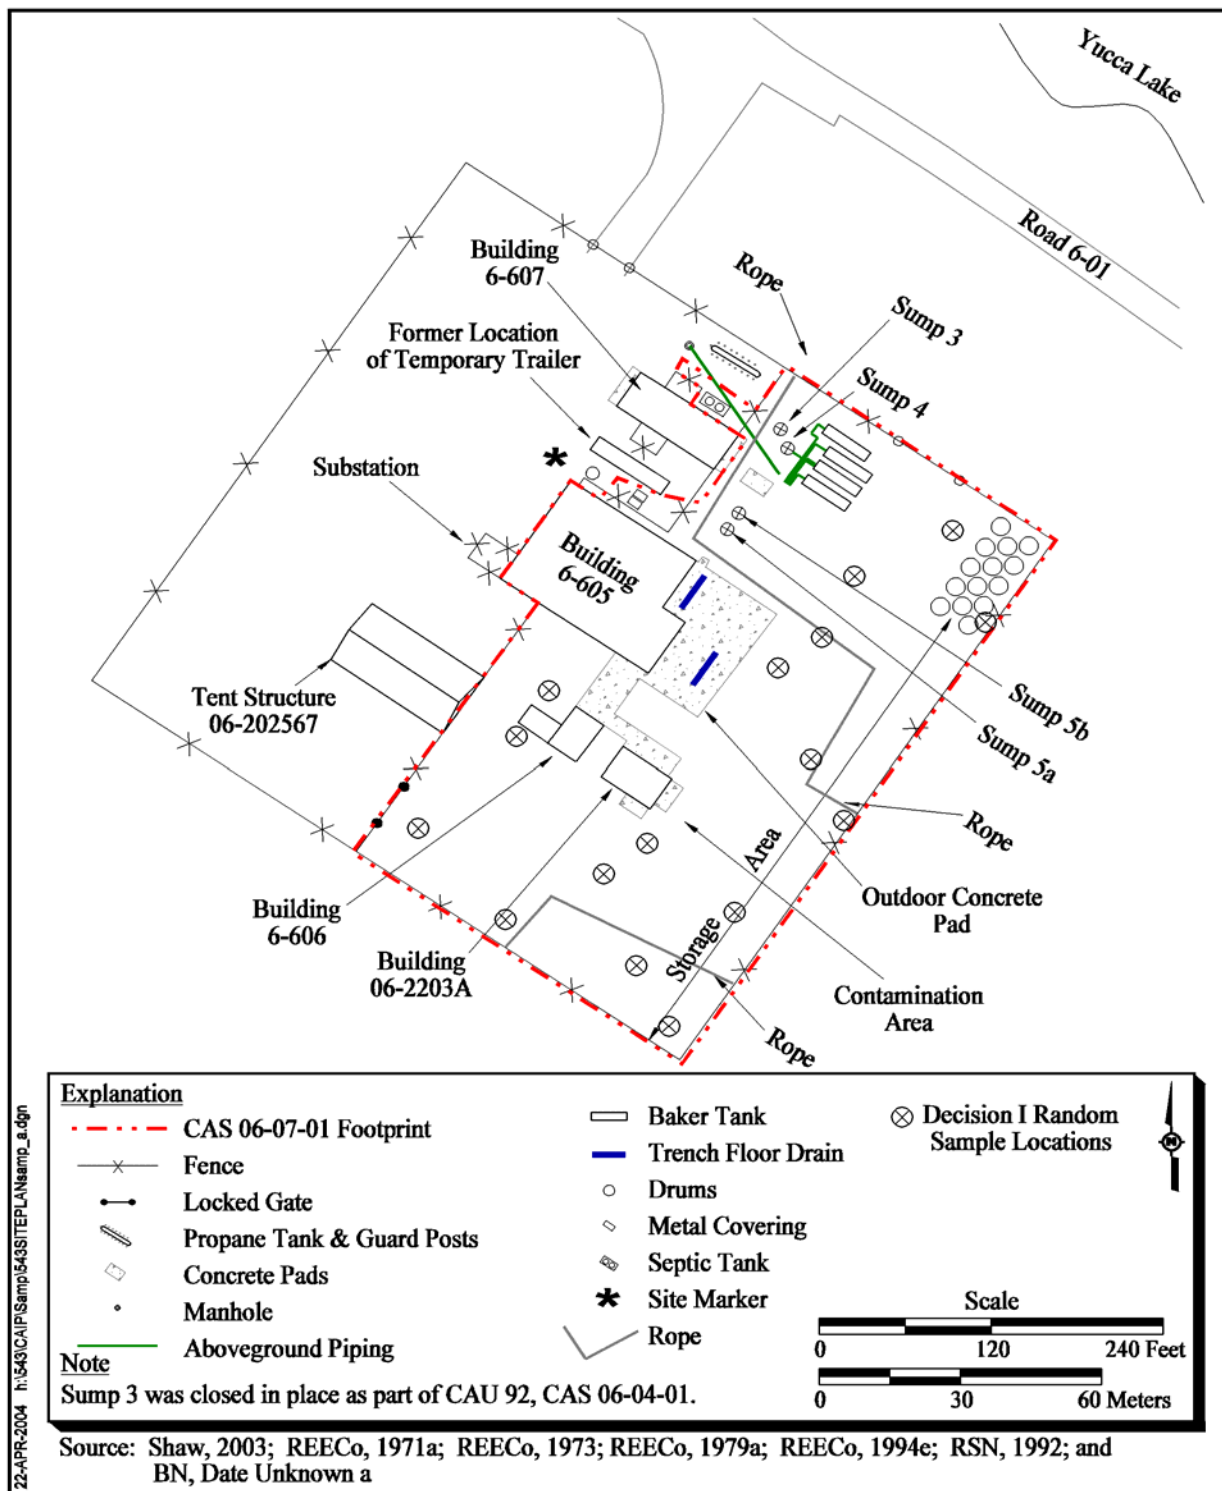 Yucca Lake
Road 6-01
Building
6-607
Rope
Sump 3
Former Location
of Temporary Trailer
Sump 4
Substation
Building
6-605
Tent Structure
06-202567
Sump 5b
Sump 5a
Rope
Storage Area
Outdoor Concrete
Pad
Building
6-606
Building
06-2203A
Contamination
Area
Rope
Explanation
CAS 06-07-01 Footprint
Fence
Locked Gate
Propane Tank & Guard Posts
Concrete Pads
Manhole
Aboveground Piping
Baker Tank
Trench Floor Drain
Drums
Metal Covering
Septic Tank
Site Marker
Rope
Decision I Random
Sample Locations
N
Scale
0 120 240 Feet
0 30 60 Meters
Note
Sump 3 was closed in place as part of CAU 92, CAS 06-04-01.
Source: Shaw, 2003; REECo, 1971a; REECo, 1973; REECo, 1979a; REECo, 1994e; RSN, 1992; and
BN, Date Unknown a
22-APR-2004 h:\543\CAIP\Samp\543SITEPLANsamp_a.dgn